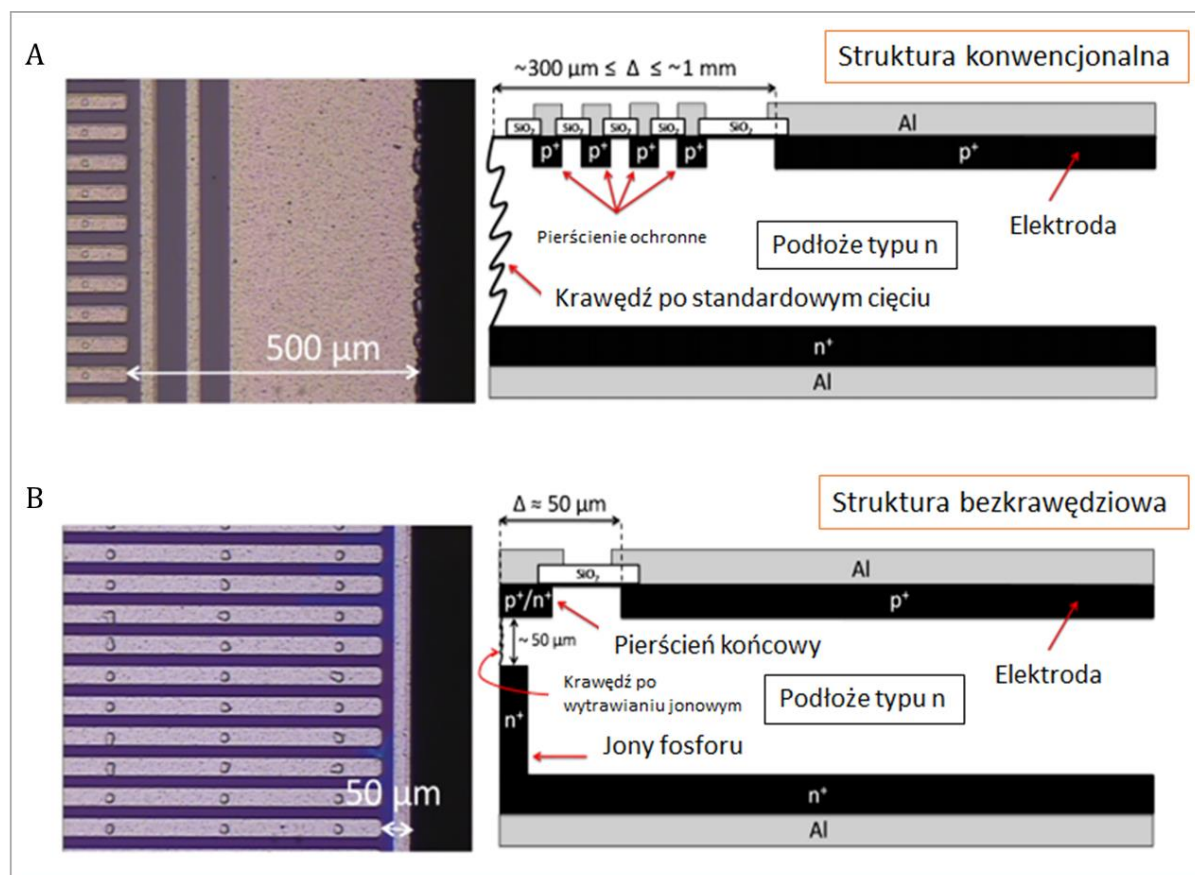 A
Struktura konwencjonalna
~300 µm ≤ Δ ≤ ~1 mm
SiO₂ SiO₂ SiO₂ SiO₂ SiO₂
Al
p⁺ p⁺ p⁺ p⁺ p⁺
Pierścienie ochronne
Elektroda
Podłoże typu n
Krawędź po standardowym cięciu
500 µm
n⁺
Al
B
Struktura bezkrawędziowa
Δ ≈ 50 µm
SiO₂
Al
p⁺/n⁺
p⁺
~ 50 µm
Pierścień końcowy
Elektroda
Krawędź po
wytrawianiu jonowym
Podłoże typu n
n⁺
Jony fosforu
50 µm
n⁺
Al